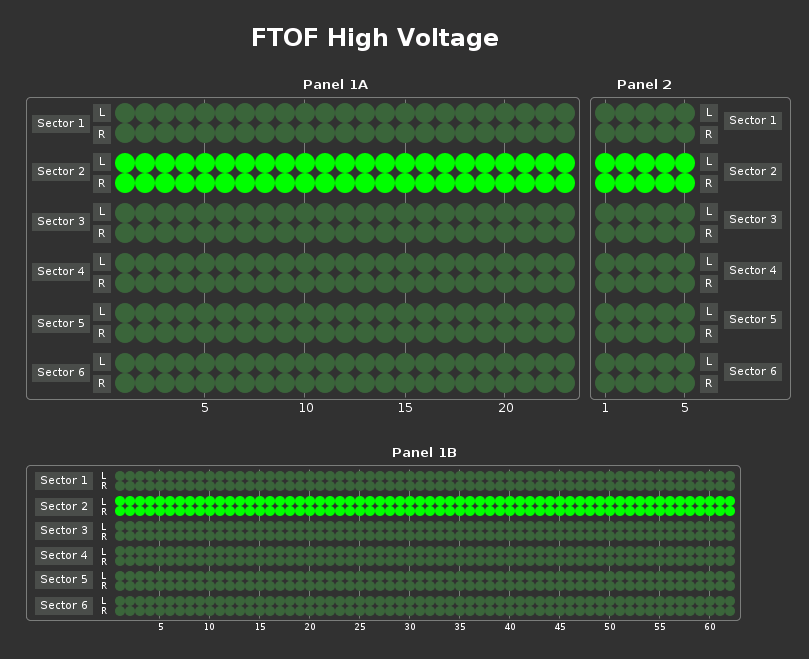 FTOF High Voltage
Panel 1A
Sector 1 L
R
Sector 2 L
R
Sector 3 L
R
Sector 4 L
R
Sector 5 L
R
Sector 6 L
R
5 10 15 20
Panel 2
L Sector 1
R
L Sector 2
R
L Sector 3
R
L Sector 4
R
L Sector 5
R
L Sector 6
R
1 5
Panel 1B
Sector 1 L
R
Sector 2 L
R
Sector 3 L
R
Sector 4 L
R
Sector 5 L
R
Sector 6 L
R
5 10 15 20 25 30 35 40 45 50 55 60